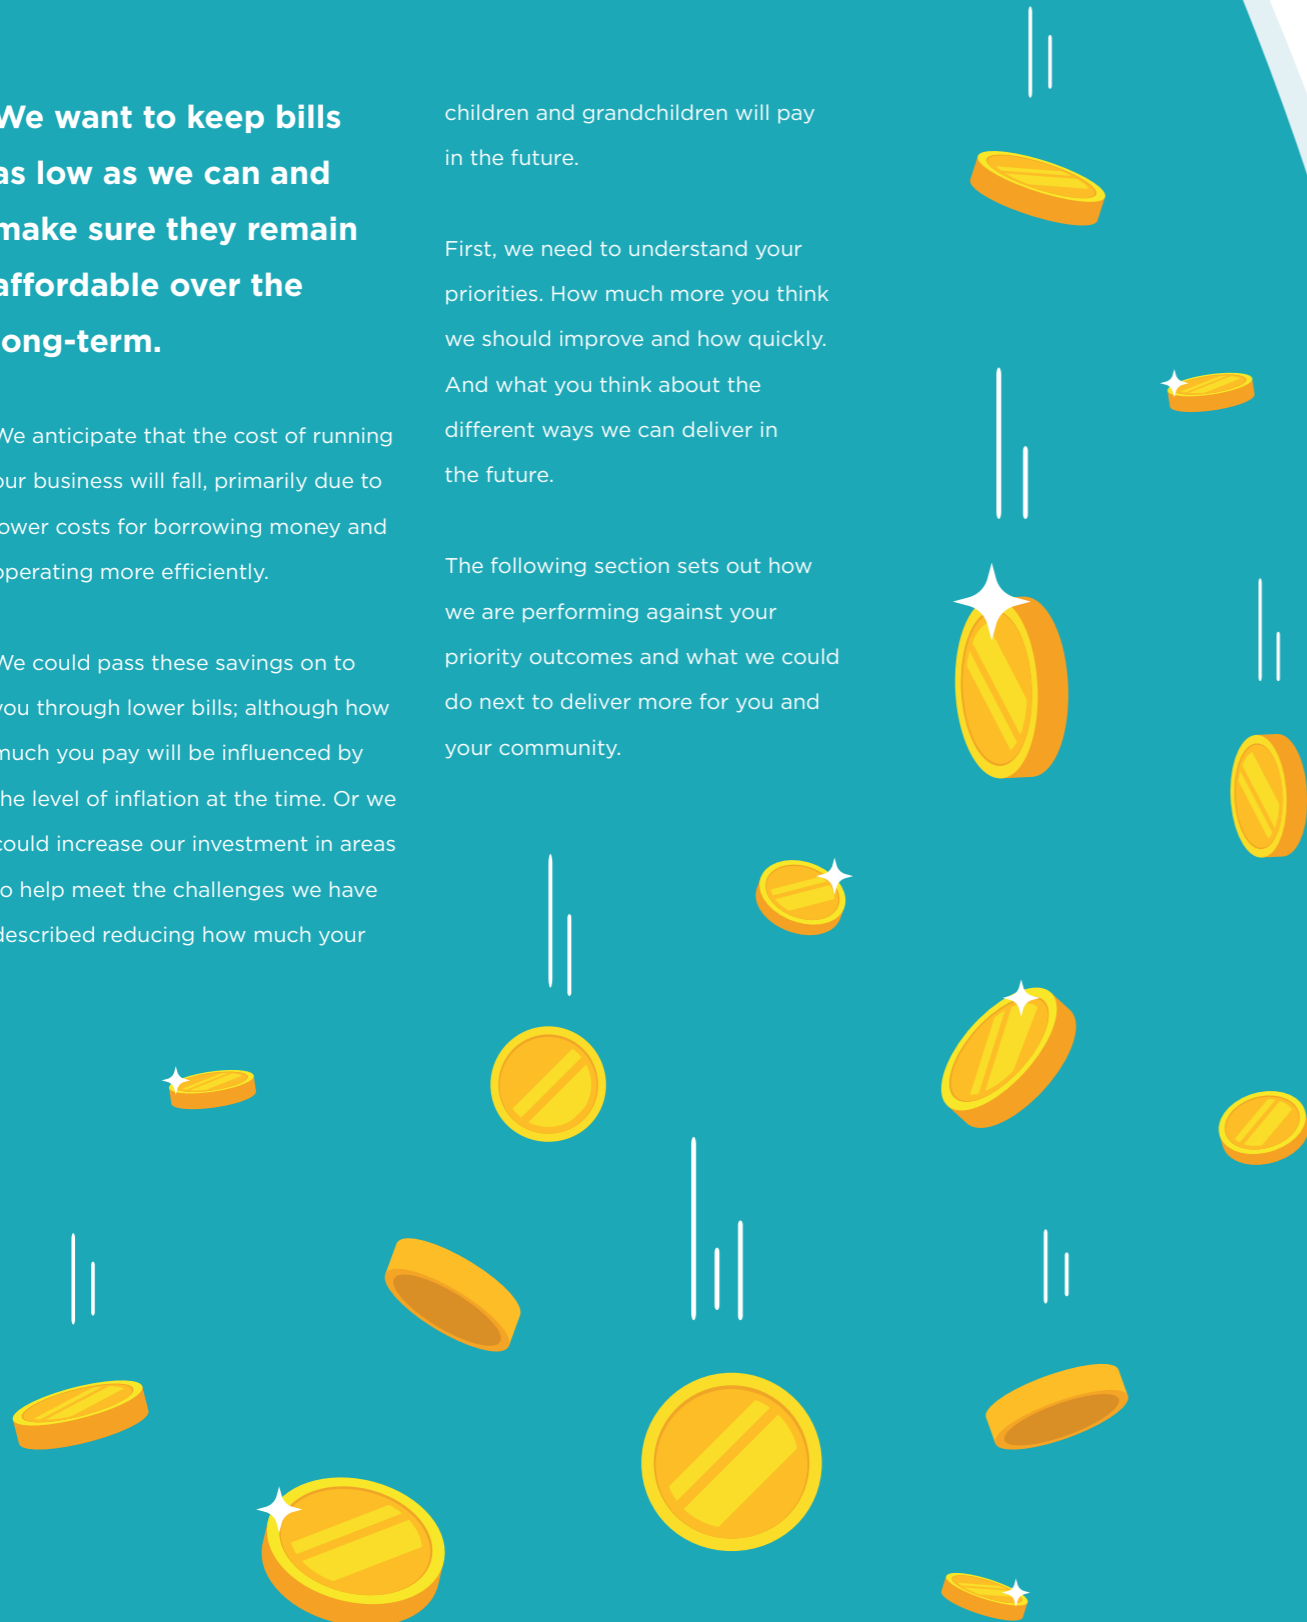 We want to keep bills
as low as we can and
make sure they remain
affordable over the
long-term.
We anticipate that the cost of running
our business will fall, primarily due to
lower costs for borrowing money and
operating more efficiently.
We could pass these savings on to
you through lower bills; although how
much you pay will be influenced by
the level of inflation at the time. Or we
could increase our investment in areas
to help meet the challenges we have
described reducing how much your
children and grandchildren will pay
in the future.
First, we need to understand your
priorities. How much more you think
we should improve and how quickly.
And what you think about the
different ways we can deliver in
the future.
The following section sets out how
we are performing against your
priority outcomes and what we could
do next to deliver more for you and
your community.